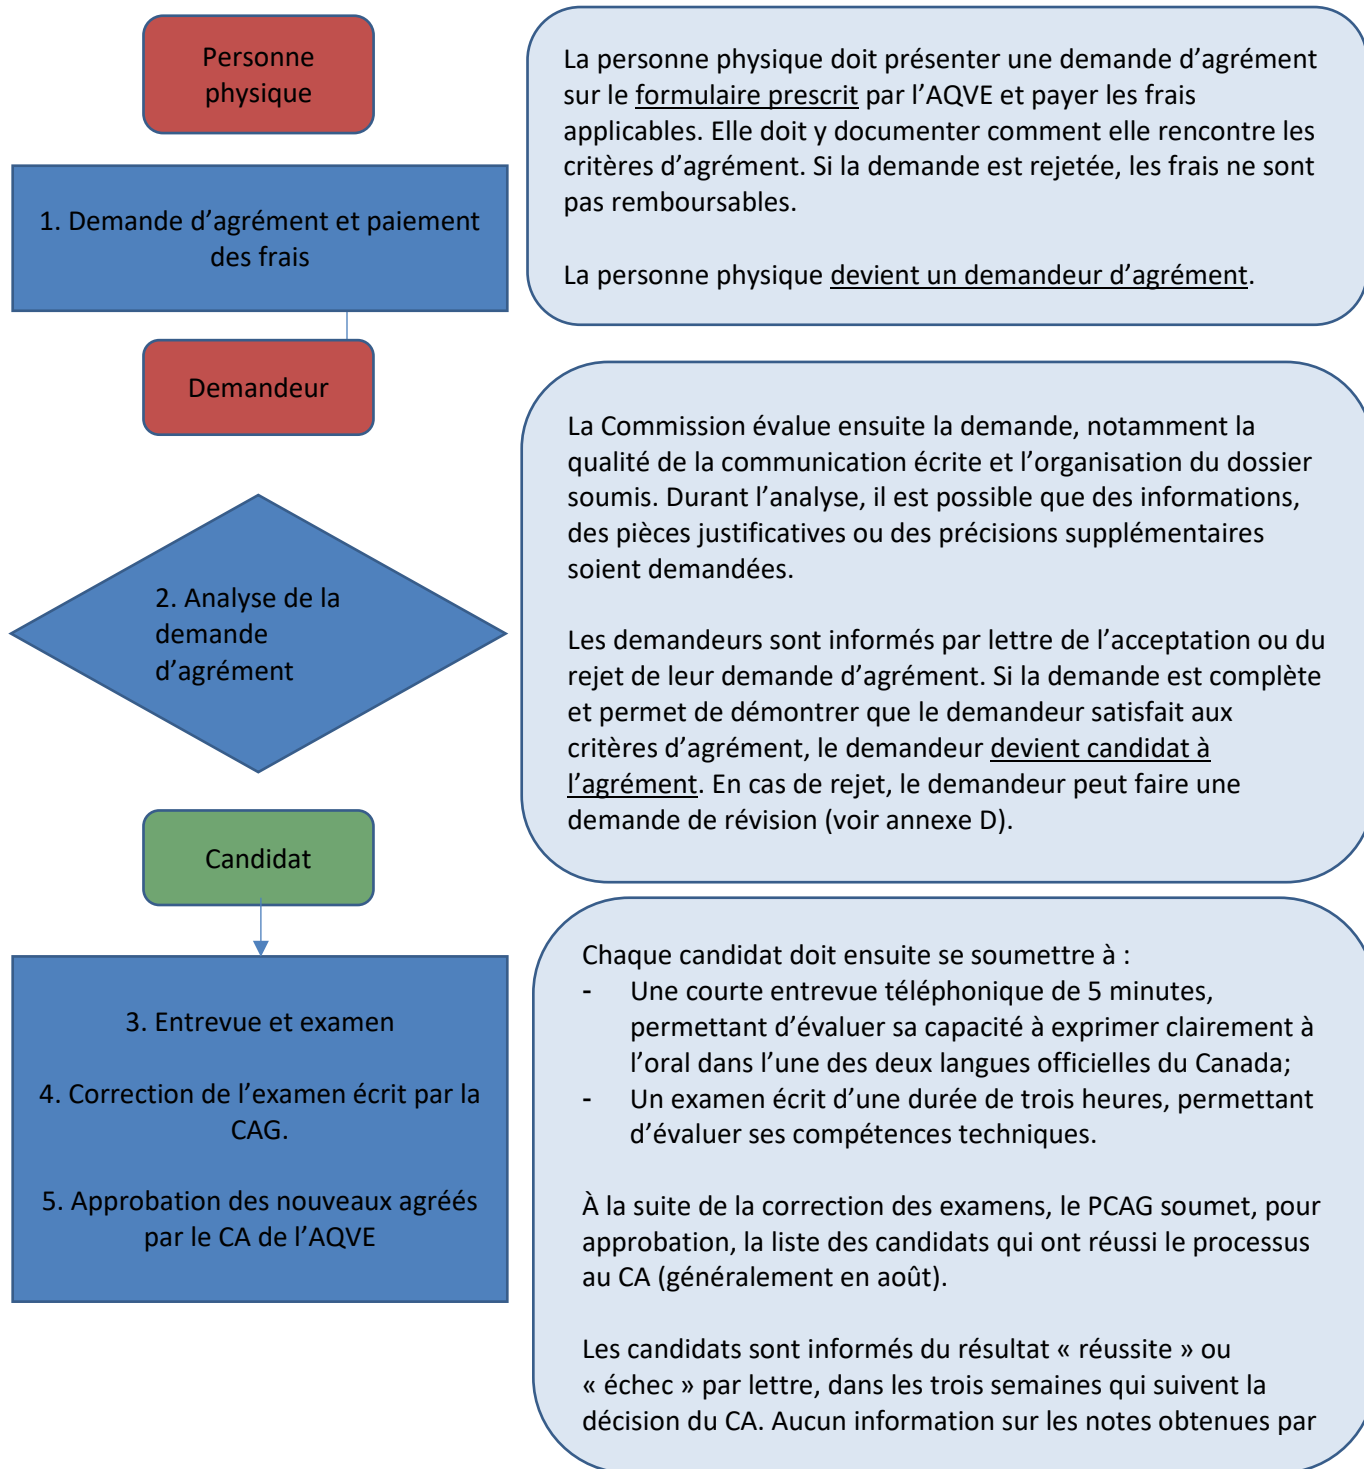 Personne
physique
La personne physique doit présenter une demande d’agrément
sur le formulaire prescrit par l’AQVE et payer les frais
applicables. Elle doit y documenter comment elle rencontre les
critères d’agrément. Si la demande est rejetée, les frais ne sont
pas remboursables.
La personne physique devient un demandeur d’agrément.
1. Demande d’agrément et paiement
des frais
Demandeur
La Commission évalue ensuite la demande, notamment la
qualité de la communication écrite et l’organisation du dossier
soumis. Durant l’analyse, il est possible que des informations,
des pièces justificatives ou des précisions supplémentaires
soient demandées.
Les demandeurs sont informés par lettre de l’acceptation ou du
rejet de leur demande d’agrément. Si la demande est complète
et permet de démontrer que le demandeur satisfait aux
critères d’agrément, le demandeur devient candidat à
l’agrément. En cas de rejet, le demandeur peut faire une
demande de révision (voir annexe D).
2. Analyse de la
demande
d’agrément
Candidat
3. Entrevue et examen
4. Correction de l’examen écrit par la
CAG.
5. Approbation des nouveaux agréés
par le CA de l’AQVE
Chaque candidat doit ensuite se soumettre à :
- Une courte entrevue téléphonique de 5 minutes,
permettant d’évaluer sa capacité à exprimer clairement à
l’oral dans l’une des deux langues officielles du Canada;
- Un examen écrit d’une durée de trois heures, permettant
d’évaluer ses compétences techniques.
À la suite de la correction des examens, le PCAG soumet, pour
approbation, la liste des candidats qui ont réussi le processus
au CA (généralement en août).
Les candidats sont informés du résultat « réussite » ou
« échec » par lettre, dans les trois semaines qui suivent la
décision du CA. Aucun information sur les notes obtenues par